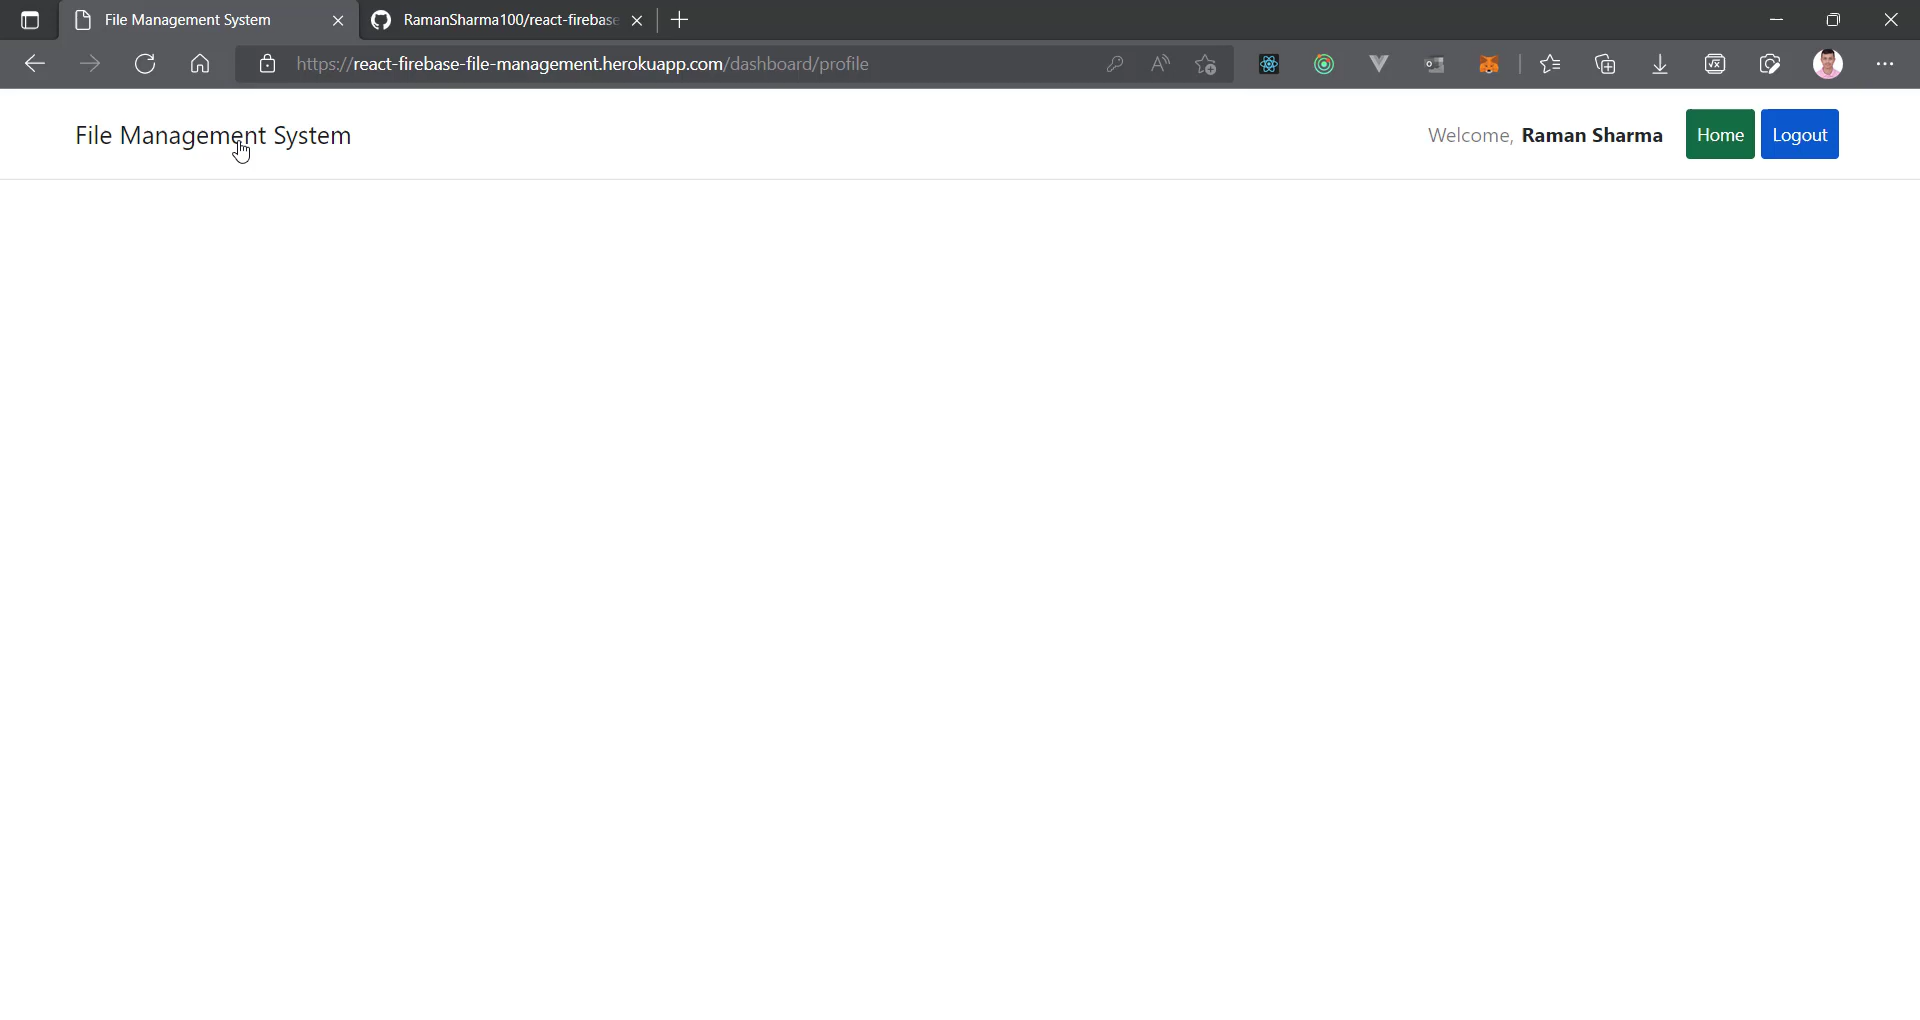 File Management System
RamanSharma100/react-firebase
https://react-firebase-file-management.herokuapp.com/dashboard/profile
File Management System
Welcome, Raman Sharma
Home
Logout